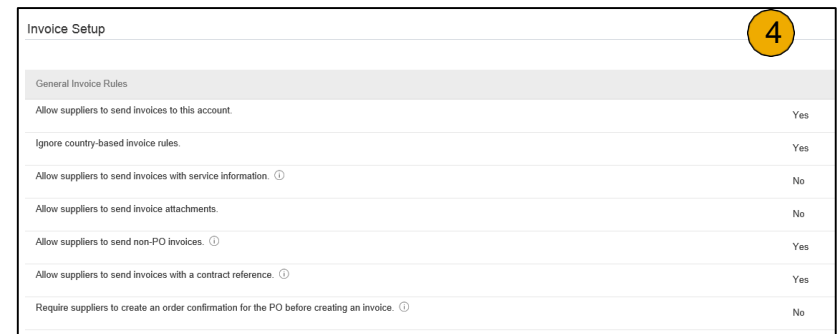 Invoice Setup
4
General Invoice Rules
Allow suppliers to send invoices to this account. Yes
Ignore country-based invoice rules. Yes
Allow suppliers to send invoices with service information. No
Allow suppliers to send invoice attachments. No
Allow suppliers to send non-PO invoices. Yes
Allow suppliers to send invoices with a contract reference. Yes
Require suppliers to create an order confirmation for the PO before creating an invoice. No